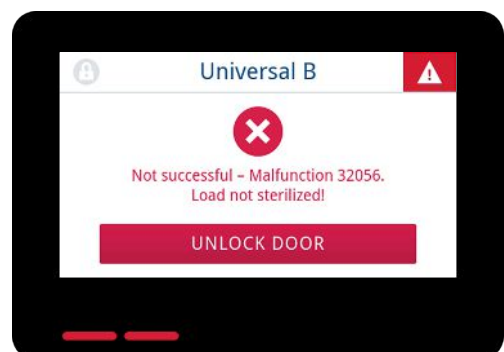 Universal B
Not successful – Malfunction 32056.
Load not sterilized!
UNLOCK DOOR